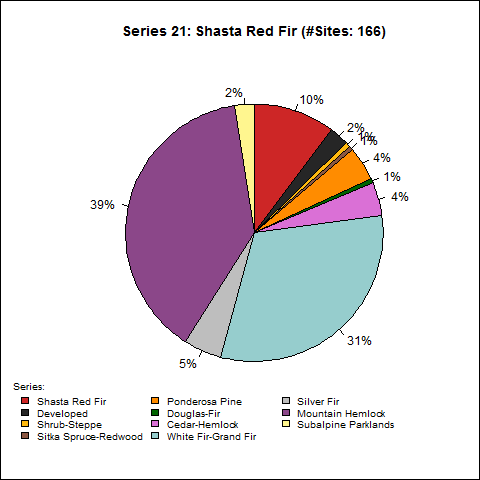 Series 21: Shasta Red Fir (#Sites: 166)
2%
10%
2%
1%
1%
4%
1%
4%
39%
31%
5%
Series:
Shasta Red Fir
Ponderosa Pine
Silver Fir
Developed
Douglas-Fir
Mountain Hemlock
Shrub-Steppe
Cedar-Hemlock
Subalpine Parklands
Sitka Spruce-Redwood
White Fir-Grand Fir